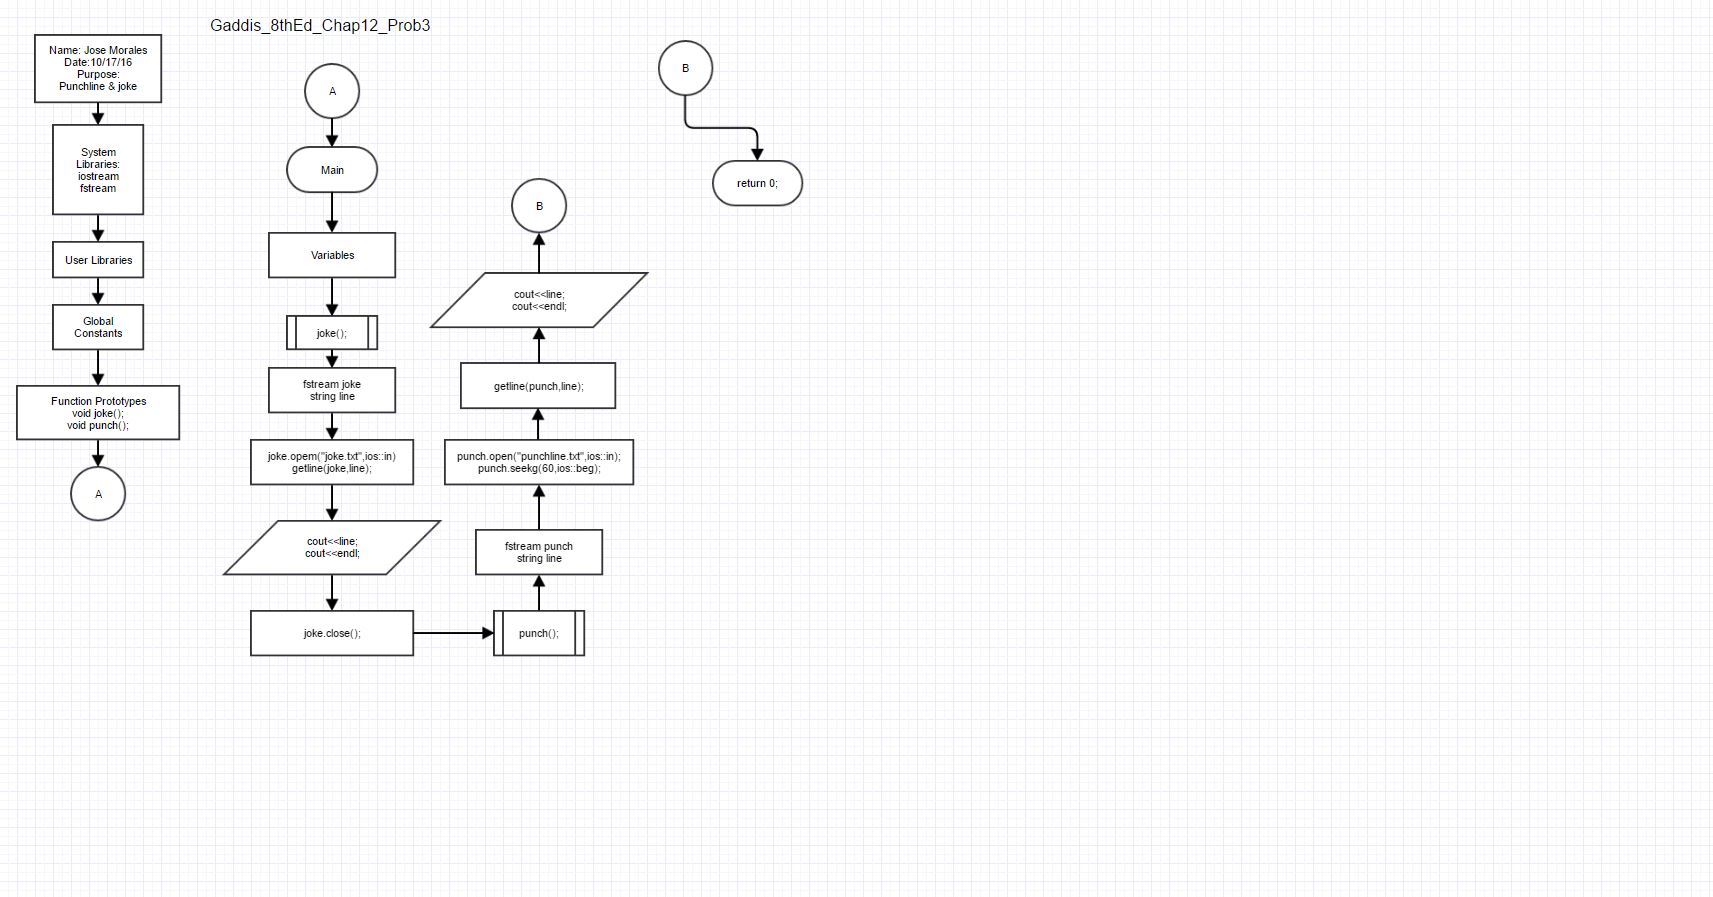 Gaddis_8thEd_Chap12_Prob3
Name: Jose Morales
Date:10/17/16
Purpose:
Punchline & joke
System
Libraries:
iostream
fstream
User Libraries
Global
Constants
Function Prototypes
void joke();
void punch();
A
A
Main
Variables
joke();
fstream joke
string line
joke.opem("joke.txt",ios::in)
getline(joke,line);
cout<<line;
cout<<endl;
joke.close();
punch();
fstream punch
string line
punch.open("punchline.txt",ios::in);
punch.seekg(60,ios::beg);
getline(punch,line);
cout<<line;
cout<<endl;
B
B
return 0;